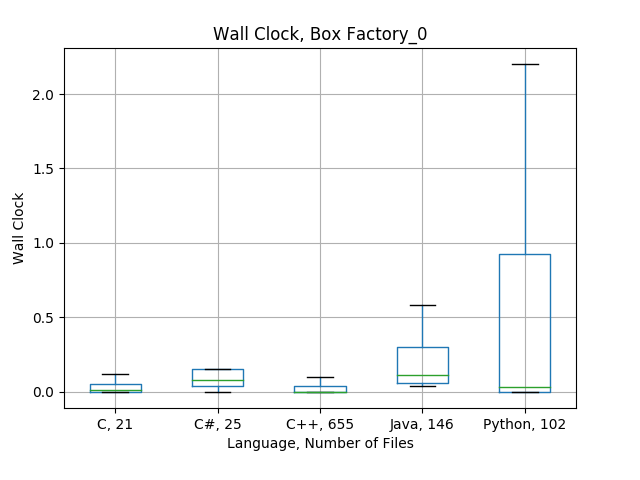 Wall Clock, Box Factory_0
2.0
1.5
1.0
0.5
0.0
Wall Clock
C, 21
C#, 25
C++, 655
Java, 146
Python, 102
Language, Number of Files